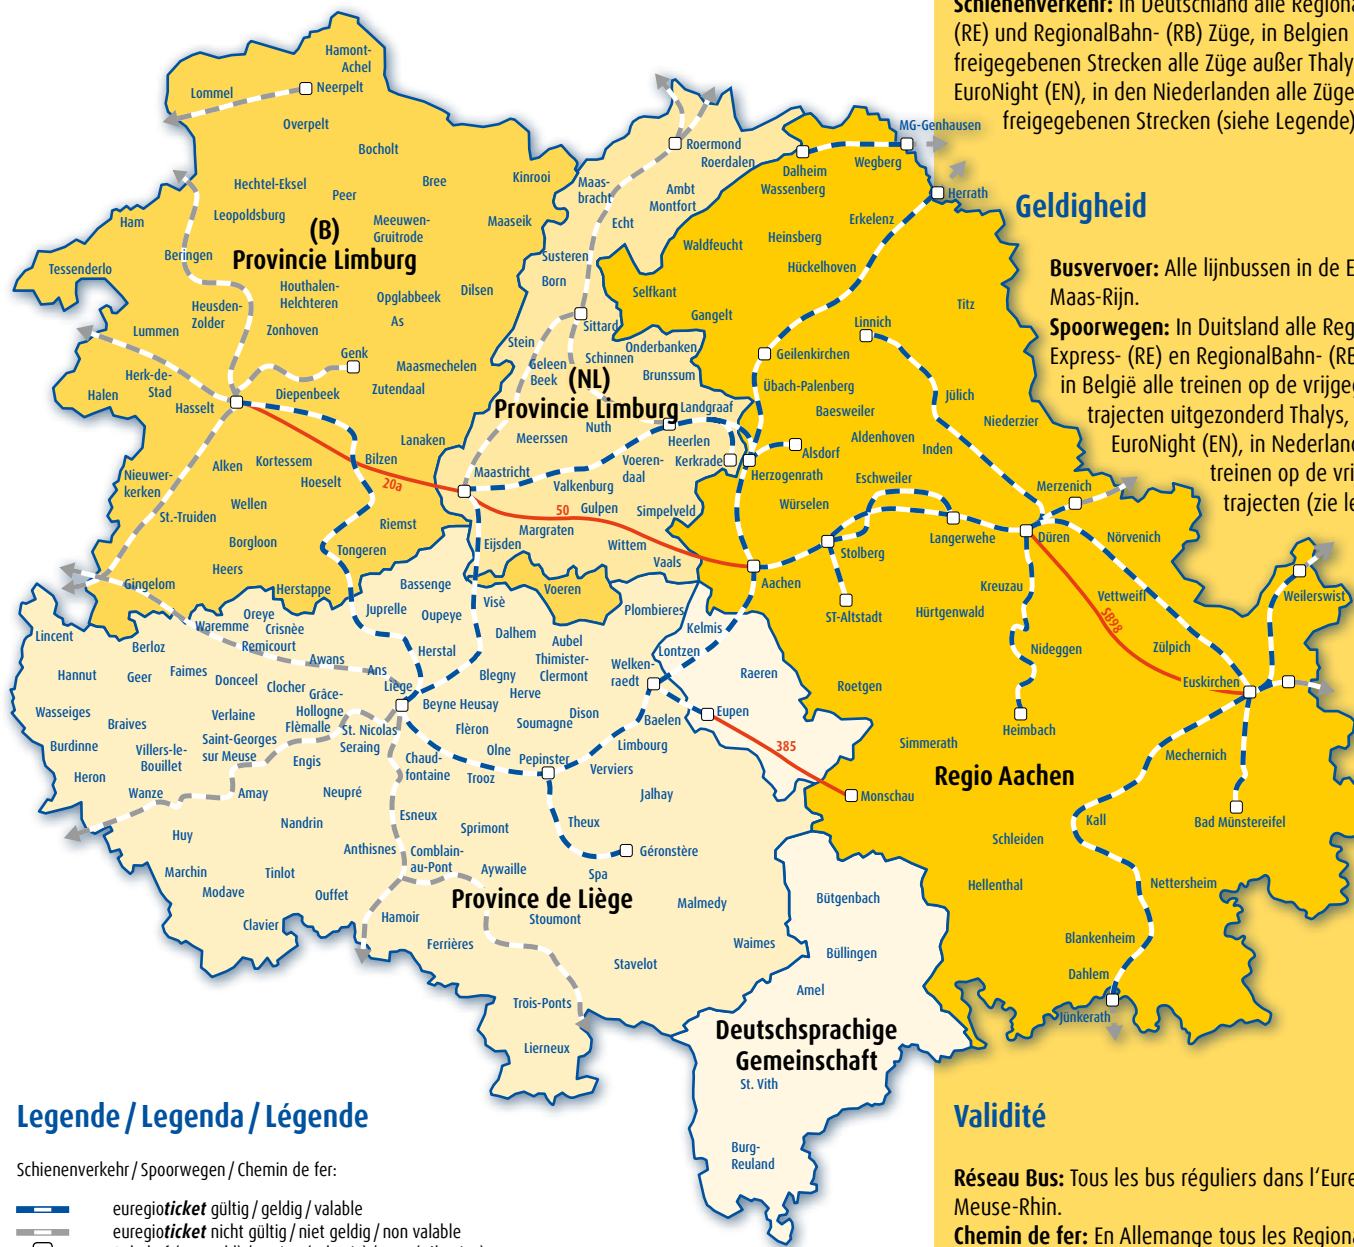 Schienenverkehr: In Deutschland alle Regional
(RE) und RegionalBahn- (RB) Züge, in Belgien
freigegebenen Strecken alle Züge außer Thaly
EuroNight (EN), in den Niederlanden alle Züge
freigegebenen Strecken (siehe Legende)
Geldigheid
Busvervoer: Alle lijnbussen in de E
Maas-Rijn.
Spoorwegen: In Duitsland alle Reg
Express- (RE) en RegionalBahn- (RE
in België alle treinen op de vrijgeg
trajecten uitgezonderd Thalys,
EuroNight (EN), in Nederland
treinen op de vri
trajecten (zie le
Hamont-
Achel
Neerpelt
Lommel
Overpelt
Bocholt
Hechtel-Eksel
Peer
Bree
Kinrooi
Leopoldsburg
Ham
Meeuwen-
Gruitrode
Maaseik
(B)
Provincie Limburg
Beringen
Tessenderlo
Houthalen-
Helchteren
Opglabbeek
Dilsen
Heusden-
Zolder
As
Lummen
Zonhoven
Genk
Maasmechelen
Herk-de-
Stad
Halen
Hasselt
Diepenbeek
Zutendaal
Lanaken
Bilzen
20a
Alken
Kortessem
Hoeselt
Nieuwer-
kerken
Wellen
St.-Truiden
Riemst
Borgloon
Tongeren
Heers
Gingelom
Herstappe
Voeren
Roermond
Roerdalen
Maas-
bracht
Ambt
Montfort
Echt
Susteren
Born
Sittard
Stein
Geleen
Beek
Schinnen
Onderbanken
Brunssum
(NL)
Provincie Limburg
Landgraaf
Nuth
Meerssen
Heerlen
Voeren-
daal
Kerkrade
Maastricht
Valkenburg
50
Gulpen
Simpelveld
Margraten
Eijsden
Wittem
Vaals
MG-Genhausen
Dalheim
Wegberg
Wassenberg
Herrath
Erkelenz
Heinsberg
Waldfeucht
Hückelhoven
Selfkant
Gangelt
Titz
Linnich
Geilenkirchen
Übach-Palenberg
Jülich
Baesweiler
Niederzier
Aldenhoven
Alsdorf
Inden
Herzogenrath
Eschweiler
Merzenich
Würselen
Langerwehe
Düren
Nörvenich
Stolberg
Aachen
Kreuzau
Weilerswist
Vettweiß
ST-Altstadt
Hürtgenwald
SB98
Nideggen
Zülpich
Roetgen
Euskirchen
Heimbach
Simmerath
Mechernich
Regio Aachen
Monschau
Kall
Bad Münstereifel
Schleiden
Hellenthal
Nettersheim
Blankenheim
Dahlem
Jünkerath
Bassenge
Visè
Plombieres
Kelmis
Lontzen
Raeren
Eupen
385
Lincent
Oreye
Waremme
Crisnèe
Remicourt
Juprelle
Oupeye
Dalhem
Aubel
Thimister-
Clermont
Welken-
raedt
Berloz
Herstal
Awans
Ans
Hannut
Geer
Faimes
Donceel
Clocher
Liège
Blegny
Herve
Grâce-
Hollogne
Beyne Heusay
Wasseiges
Braives
Verlaine
Flèmalle
St. Nicolas
Flèron
Soumagne
Dison
Baelen
Burdinne
Villers-le-
Bouillet
Saint-Georges
sur Meuse
Seraing
Olne
Limbourg
Engis
Chaud-
fontaine
Pepinster
Verviers
Heron
Trooz
Wanze
Amay
Neupré
Jalhay
Esneux
Theux
Huy
Nandrin
Sprimont
Anthisnes
Comblain-
au-Pont
Géronstère
Marchin
Tinlot
Aywaille
Spa
Modave
Ouffet
Province de Liège
Malmedy
Clavier
Hamoir
Stoumont
Ferrières
Waimes
Stavelot
Trois-Ponts
Lierneux
Bütgenbach
Büllingen
Amel
Deutschsprachige
Gemeinschaft
St. Vith
Burg-
Reuland
Legende / Legenda / Légende
Schienenverkehr / Spoorwegen / Chemin de fer:
euregioticket gültig / geldig / valable
euregioticket nicht gültig / niet geldig / non valable
Validité
Réseau Bus: Tous les bus réguliers dans l'Eure
Meuse-Rhin.
Chemin de fer: En Allemange tous les Regiona